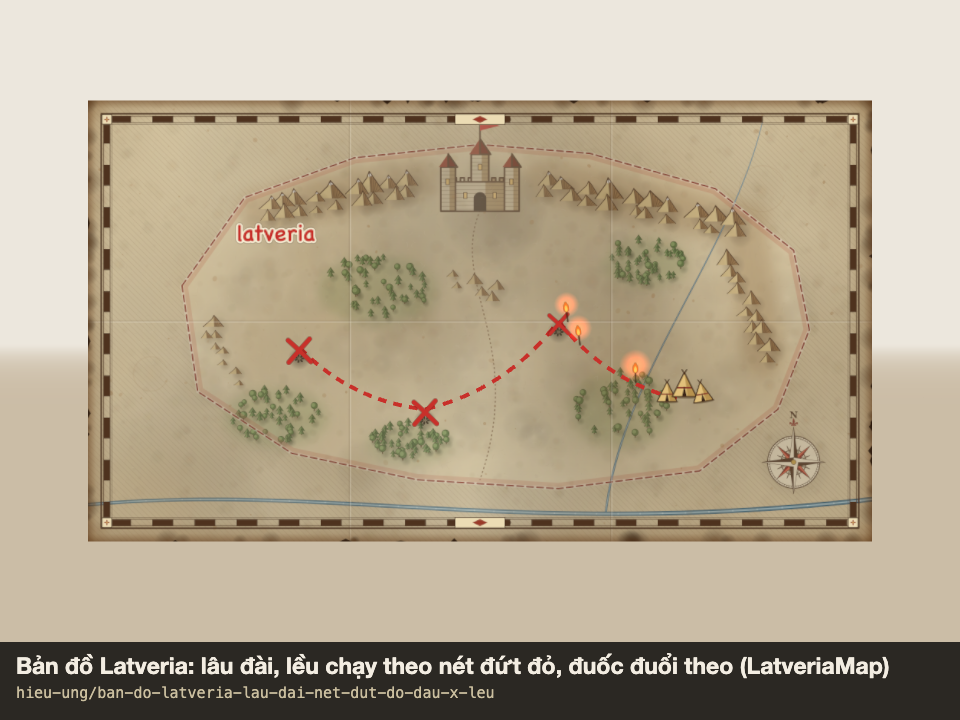 latveria
N
Bản đồ Latveria: lâu đài, lều chạy theo nét đứt đỏ, đuốc đuổi theo (LatveriaMap)
hieu-ung/ban-do-latveria-lau-dai-net-dut-do-dau-x-leu